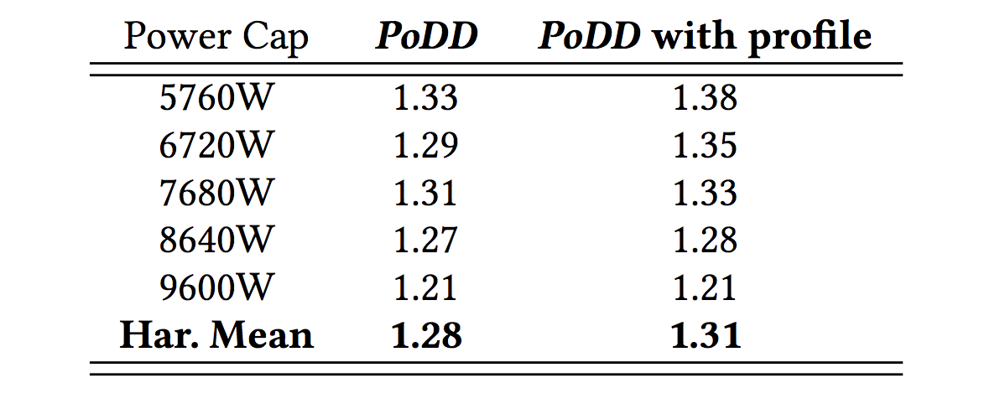 Power Cap PoDD PoDD with profile
5760W 1.33 1.38
6720W 1.29 1.35
7680W 1.31 1.33
8640W 1.27 1.28
9600W 1.21 1.21
Har. Mean 1.28 1.31